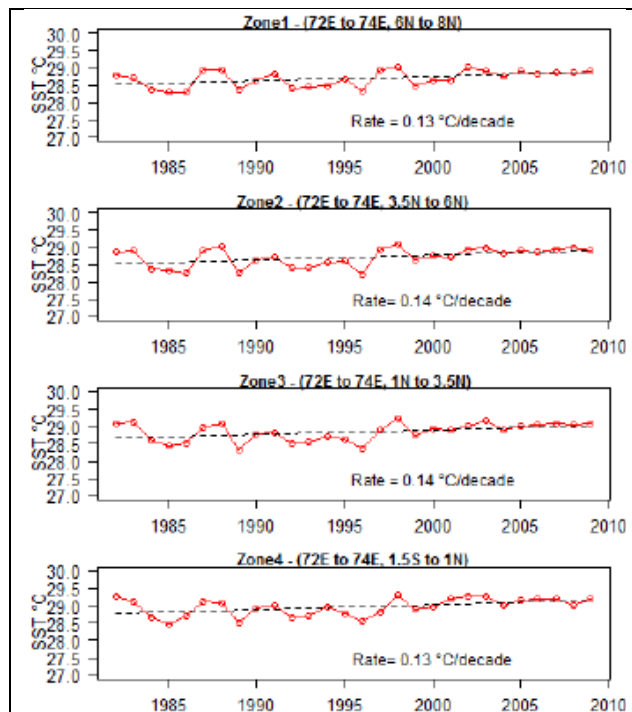 Zone1 - (72E to 74E, 6N to 8N)
SST °C
30.0
29.5
29.0
28.5
28.0
27.5
27.0
Rate = 0.13 °C/decade
1985 1990 1995 2000 2005 2010
Zone2 - (72E to 74E, 3.5N to 6N)
SST °C
30.0
29.5
29.0
28.5
28.0
27.5
27.0
Rate= 0.14 °C/decade
1985 1990 1995 2000 2005 2010
Zone3 - (72E to 74E, 1N to 3.5N)
SST °C
30.0
29.5
29.0
28.5
28.0
27.5
27.0
Rate = 0.14 °C/decade
1985 1990 1995 2000 2005 2010
Zone4 - (72E to 74E, 1.5S to 1N)
SST °C
30.0
29.5
29.0
28.5
28.0
27.5
27.0
Rate= 0.13 °C/decade
1985 1990 1995 2000 2005 2010